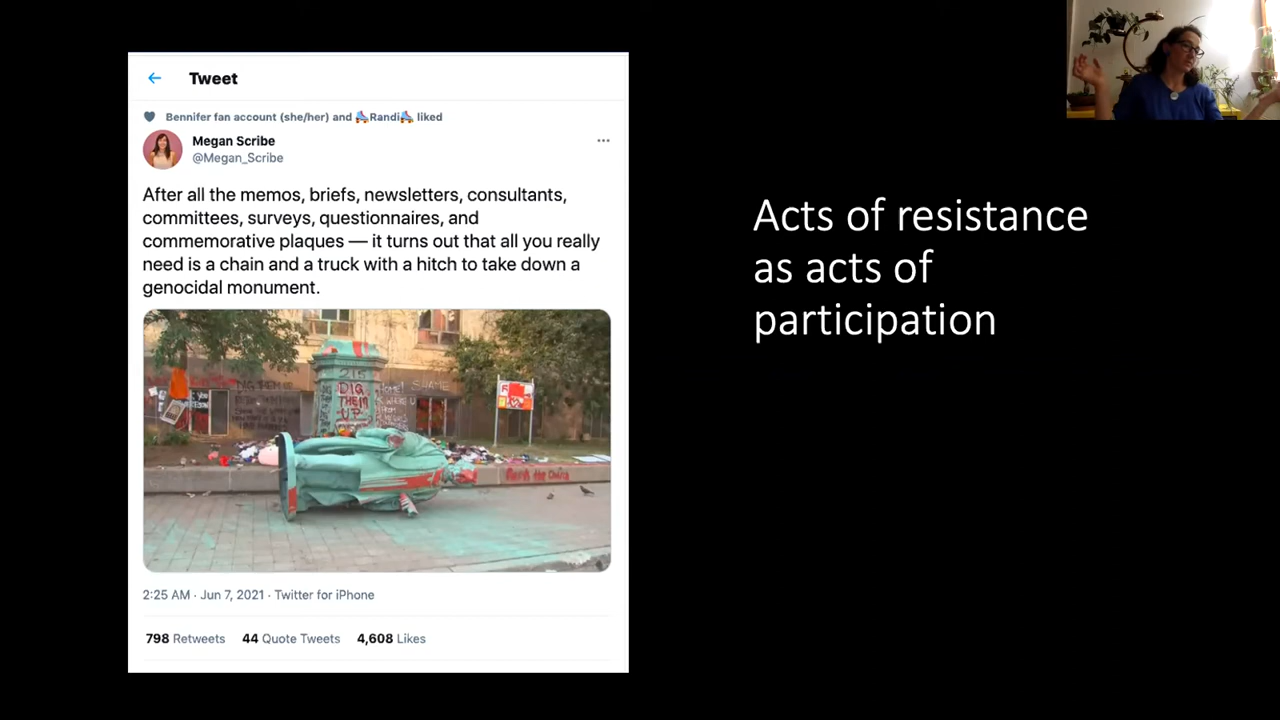 Tweet
Bennifer fan account (she/her) and 🛼Randi🛼 liked
Megan Scribe
@Megan_Scribe
After all the memos, briefs, newsletters, consultants,
committees, surveys, questionnaires, and
commemorative plaques — it turns out that all you really
need is a chain and a truck with a hitch to take down a
genocidal monument.
215
DIG
THEM
UP
SHAME
2:25 AM · Jun 7, 2021 · Twitter for iPhone
798 Retweets 44 Quote Tweets 4,608 Likes
Acts of resistance
as acts of
participation